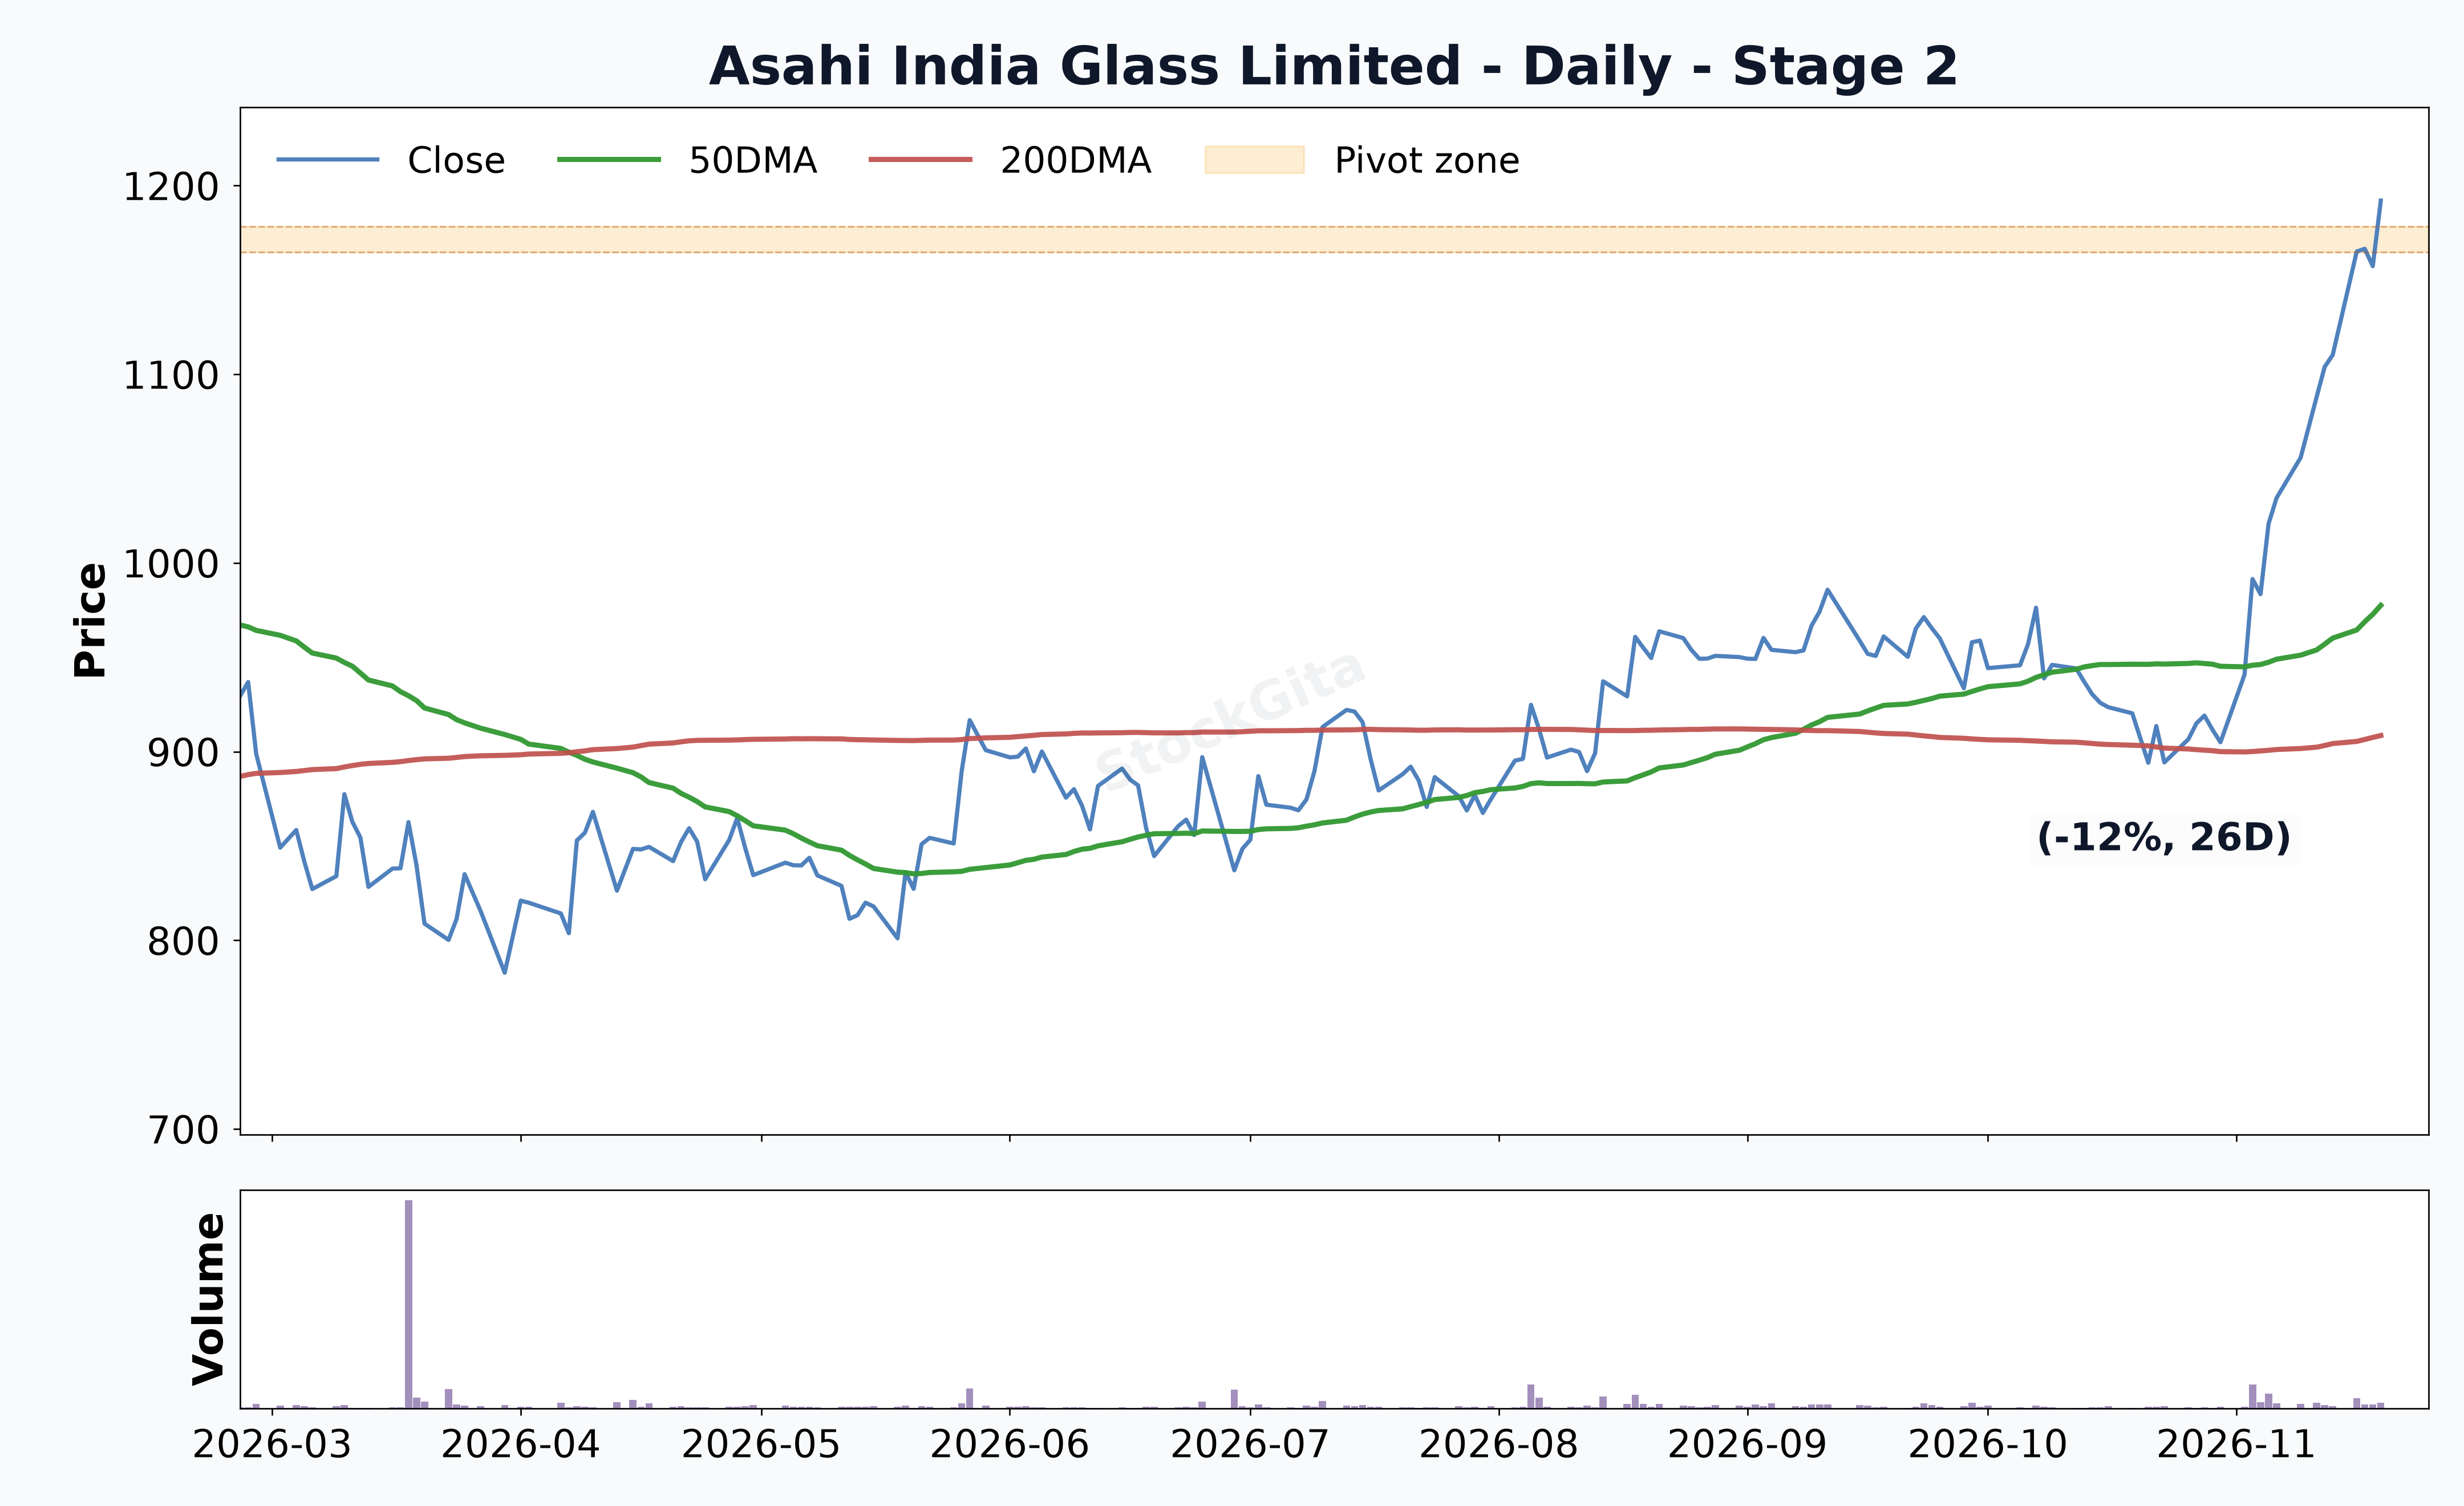 Asahi India Glass Limited - Daily - Stage 2
Close 50DMA 200DMA Pivot zone
Price
1200
1100
1000
900
800
700
StockGita
(-12%, 26D)
Volume
2026-03 2026-04 2026-05 2026-06 2026-07 2026-08 2026-09 2026-10 2026-11